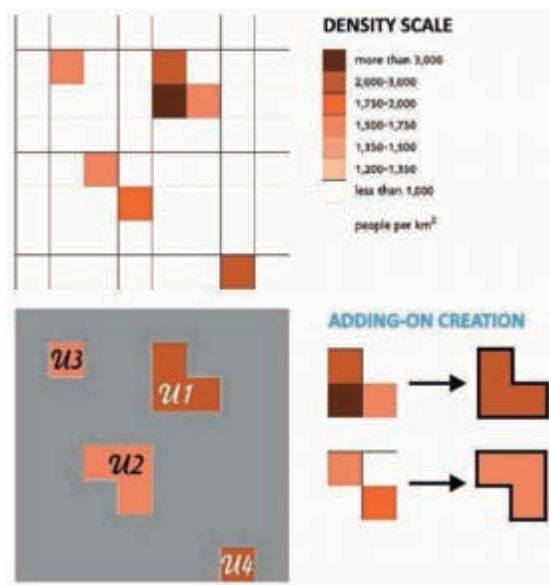 DENSITY SCALE
more than 3,000
2,000-3,000
1,750-2,000
1,500-1,750
1,350-1,500
1,200-1,350
less than 1,000
people per km²
ADDING-ON CREATION
U3
U1
U2
U4